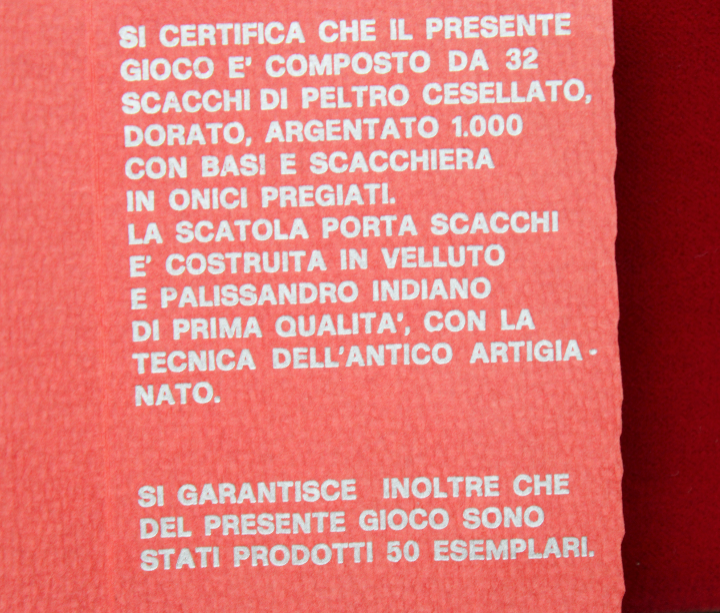 SI CERTIFICA CHE IL PRESENTE
GIOCO E' COMPOSTO DA 32
SCACCHI DI PELTRO CESELLATO,
DORATO, ARGENTATO 1.000
CON BASI E SCACCHIERA
IN ONICI PREGIATI.
LA SCATOLA PORTA SCACCHI
E' COSTRUITA IN VELLUTO
E PALISSANDRO INDIANO
DI PRIMA QUALITA', CON LA
TECNICA DELL'ANTICO ARTIGIA-
NATO.
SI GARANTISCE INOLTRE CHE
DEL PRESENTE GIOCO SONO
STATI PRODOTTI 50 ESEMPLARI.